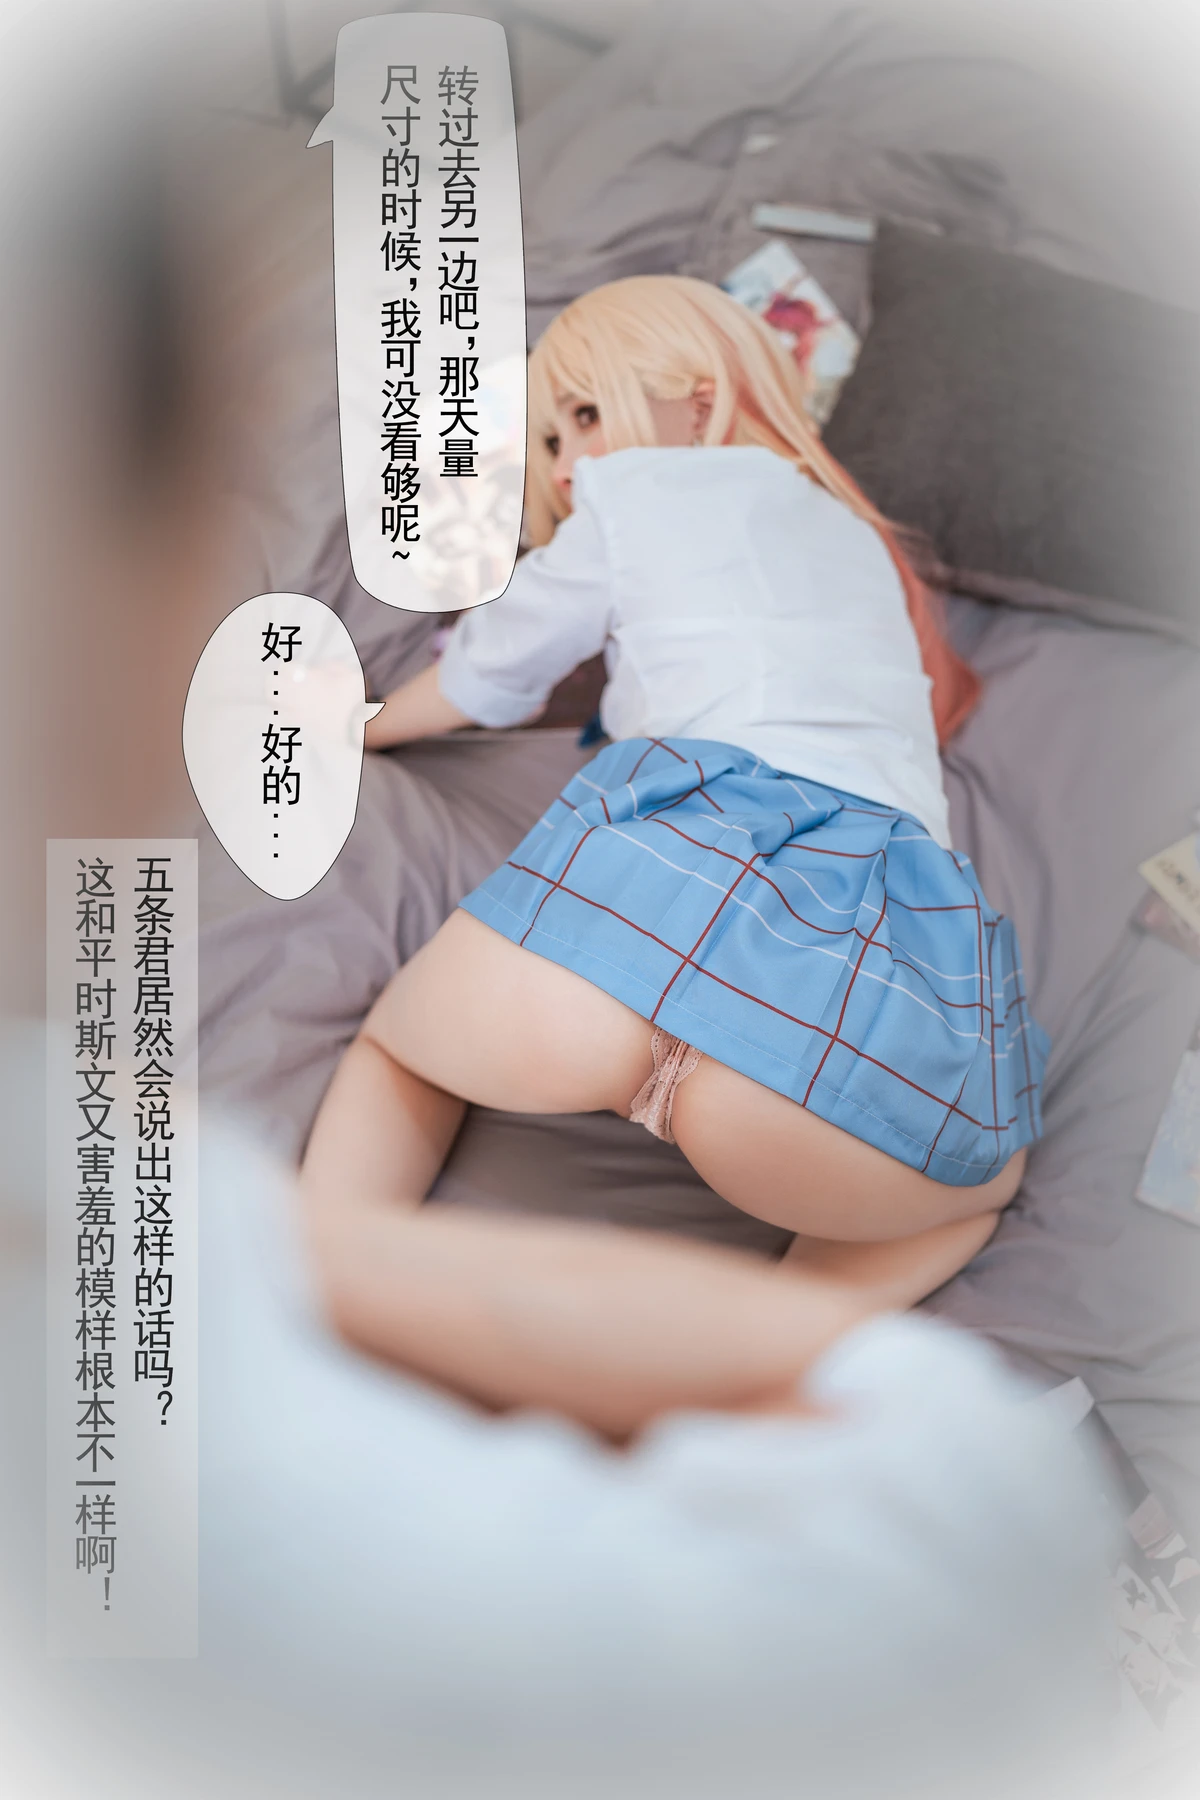 转过去另一边吧，那天量
尺寸的时候，我可没看够呢~
好…好的…
五条君居然会说出这样的话吗？
这和平时斯文又害羞的模样根本不一样啊！